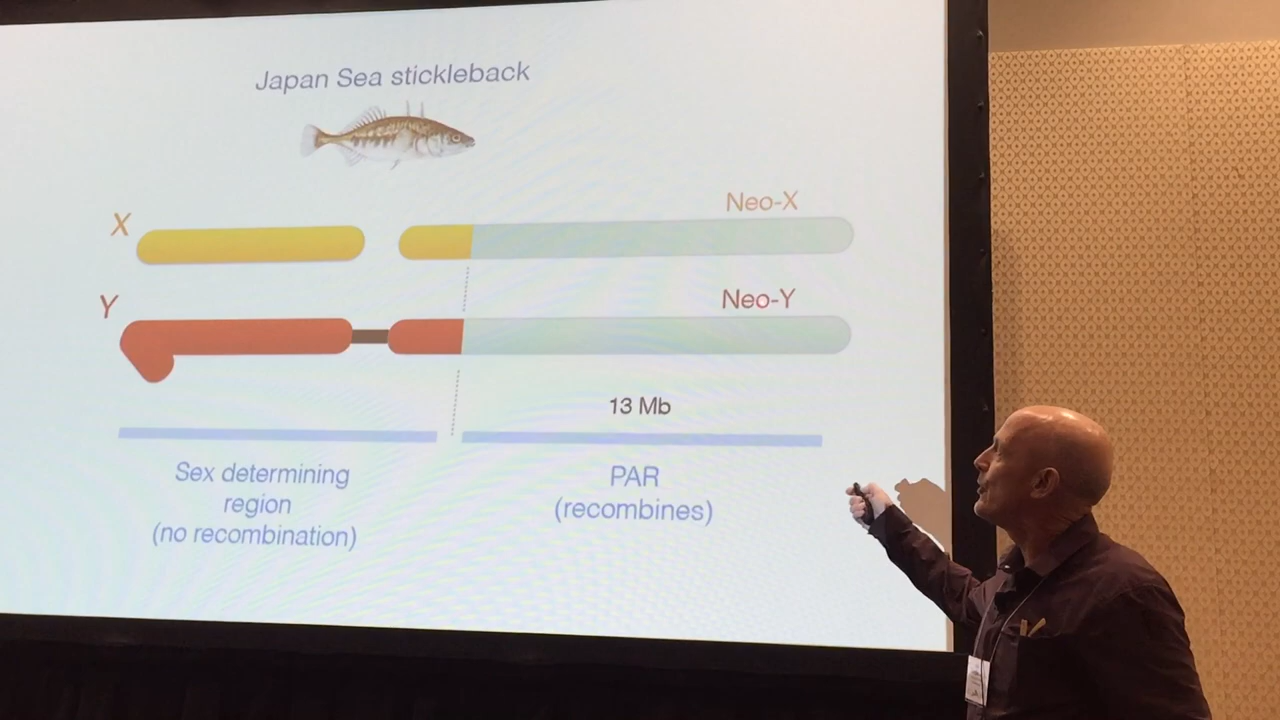 Japan Sea stickleback
X
Neo-X
Y
Neo-Y
13 Mb
Sex determining
region
(no recombination)
PAR
(recombines)